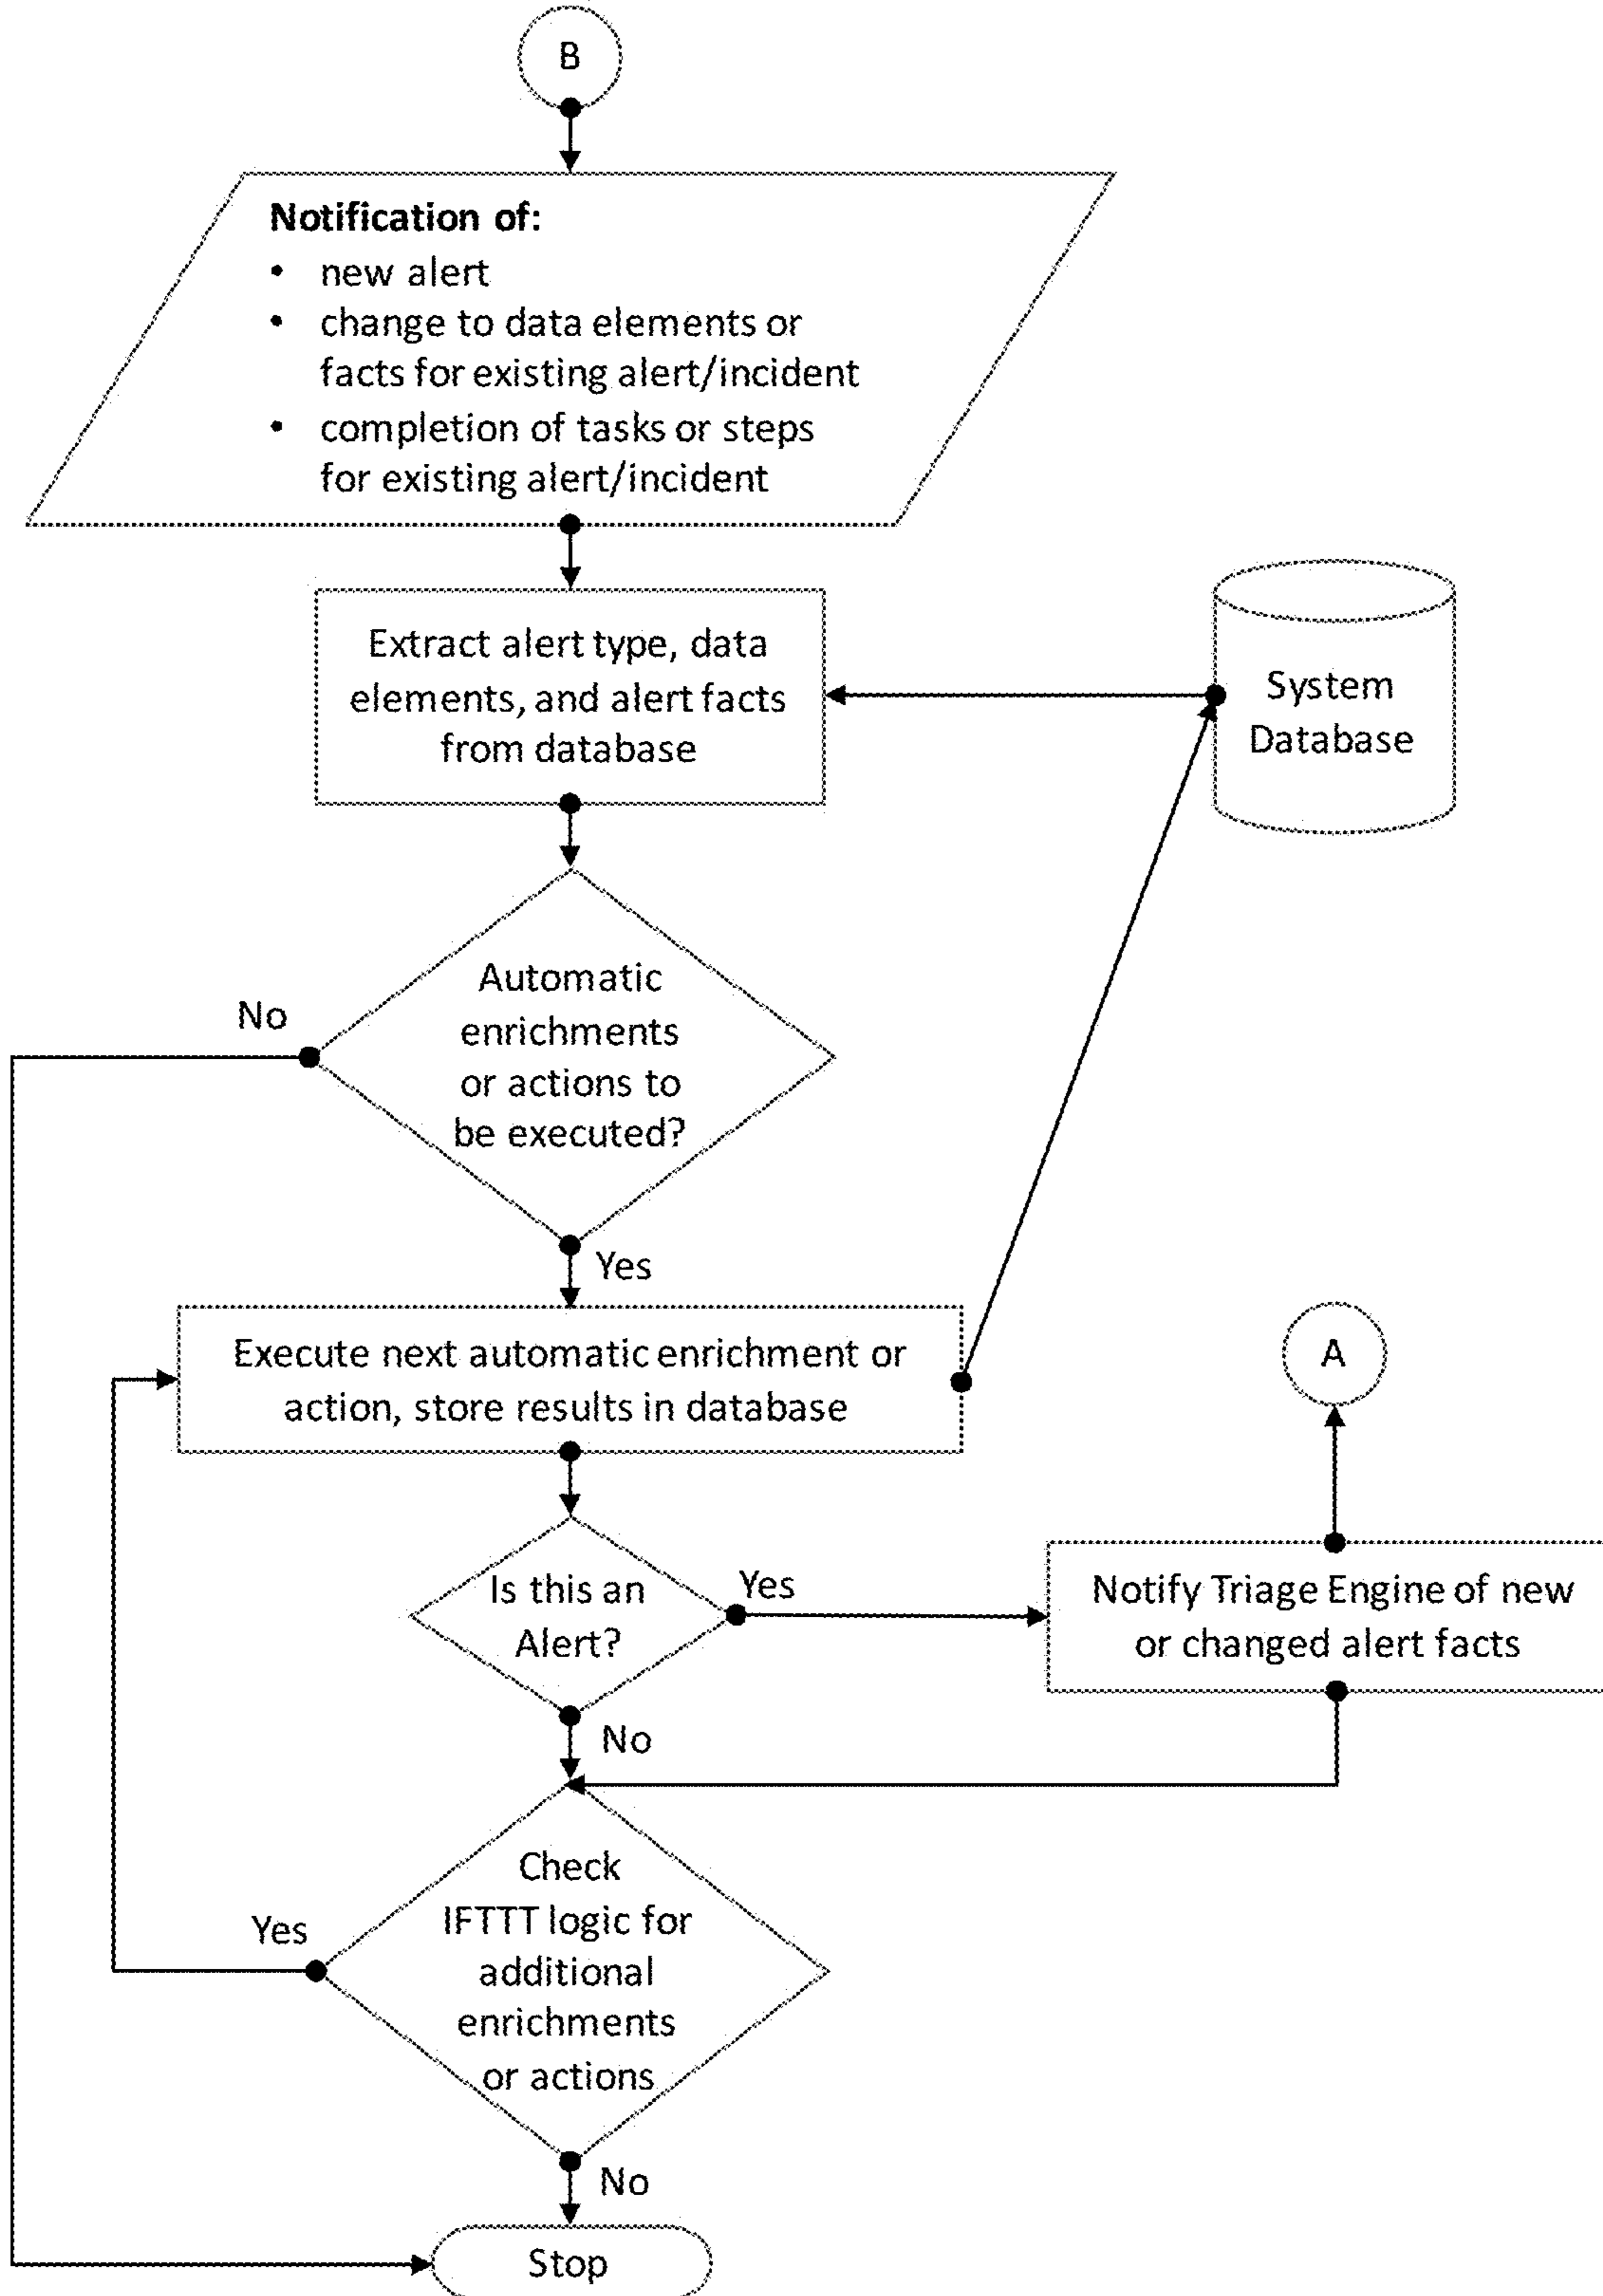 B
Notification of:
• new alert
• change to data elements or
facts for existing alert/incident
• completion of tasks or steps
for existing alert/incident
Extract alert type, data
elements, and alert facts
from database
System
Database
Automatic
enrichments
or actions to
be executed?
No
Yes
Execute next automatic enrichment or
action, store results in database
A
Is this an
Alert?
Yes
Notify Triage Engine of new
or changed alert facts
No
Check
IFTTT logic for
additional
enrichments
or actions
Yes
No
Stop